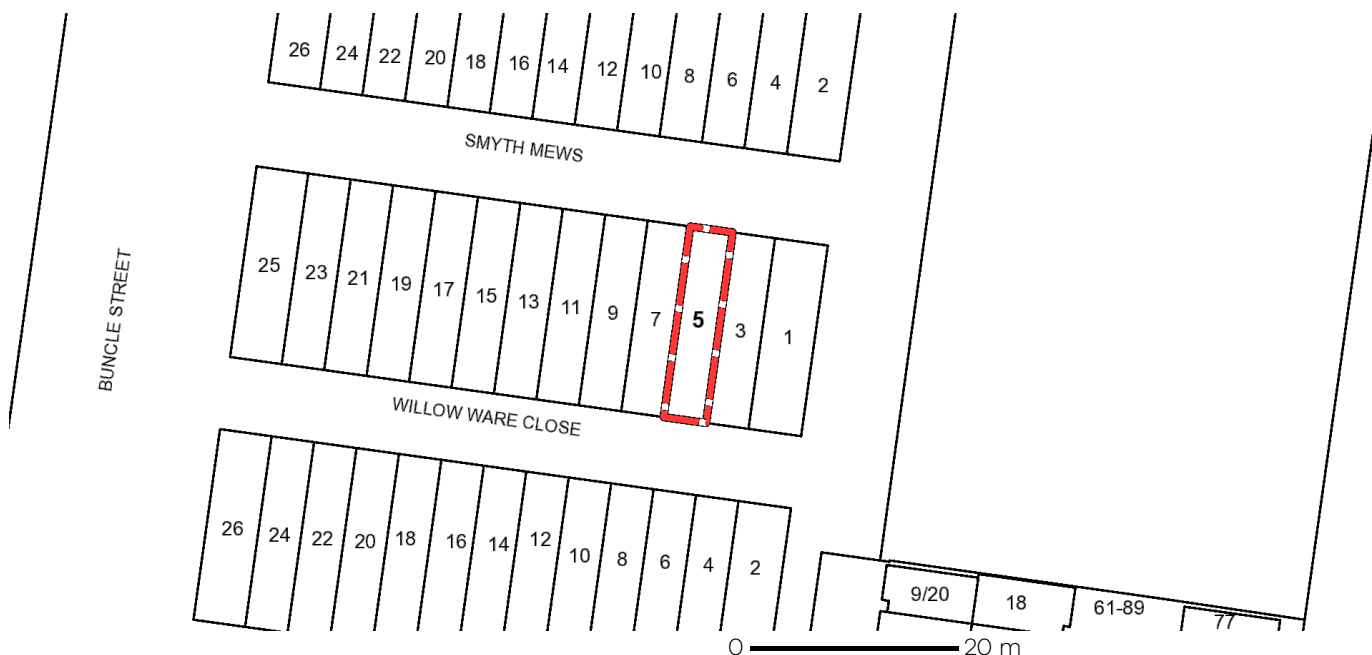 26 24 22 20 18 16 14 12 10 8 6 4 2
SMYTH MEWS
25 23 21 19 17 15 13 11 9 7 5 3 1
BUNCLE STREET
WILLOW WARE CLOSE
26 24 22 20 18 16 14 12 10 8 6 4 2
9/20 18 61-89 77
0 20 m